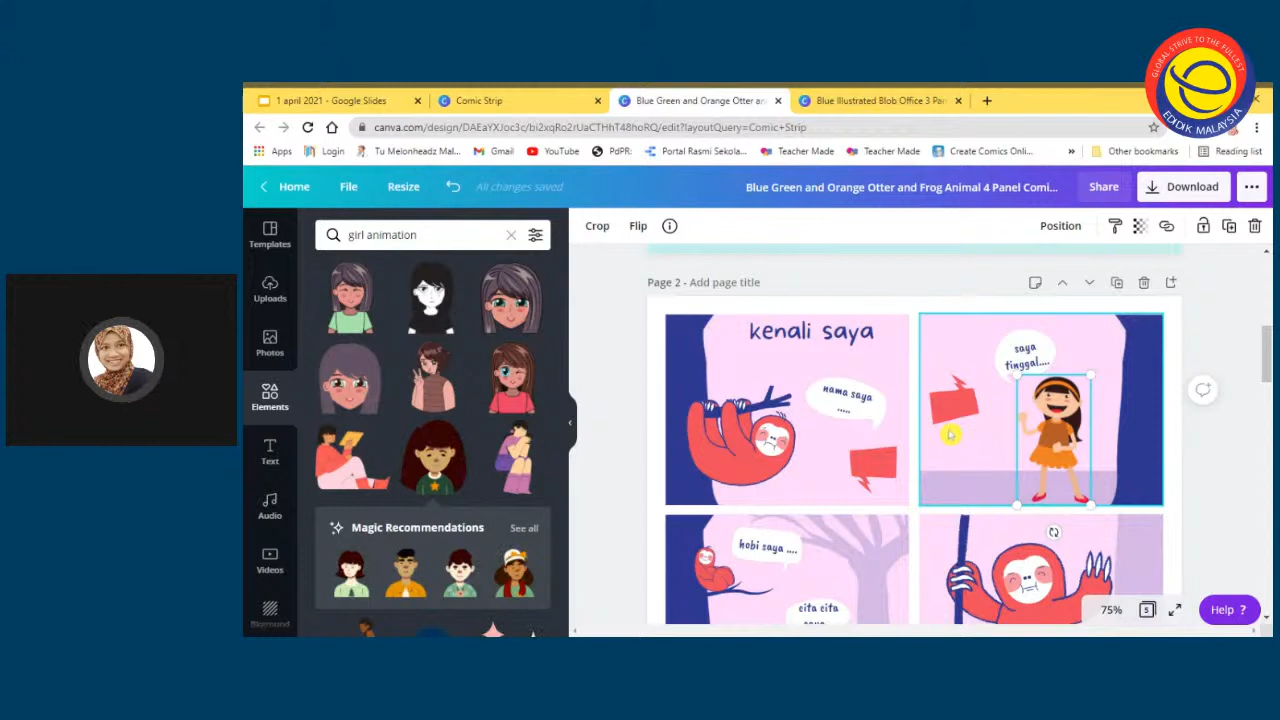 GLOBAL STRIVE TO THE FULLEST
EDIDIK MALAYSIA
1 april 2021 - Google Slides
Comic Strip
Blue Green and Orange Otter an
Blue Illustrated Blob Office 3 Pan
canva.com/design/DAEaYXJoc3c/bi2xqRo2rUaCTHhT48hoRQ/edit?layoutQuery=Comic+Strip
Apps
Login
Tu Melonheadz Mal...
Gmail
YouTube
PdPR:
Portal Rasmi Sekola...
Teacher Made
Teacher Made
Create Comics Onli...
»
Other bookmarks
Reading list
Home
File
Resize
All changes saved
Blue Green and Orange Otter and Frog Animal 4 Panel Comi...
Share
Download
Templates
Uploads
Photos
Elements
Text
Audio
Videos
Bkground
girl animation
Magic Recommendations
See all
Crop
Flip
Position
Page 2 - Add page title
kenali saya
nama saya
.....
saya
tinggal....
hobi saya ....
cita cita
saya
75%
5
Help ?